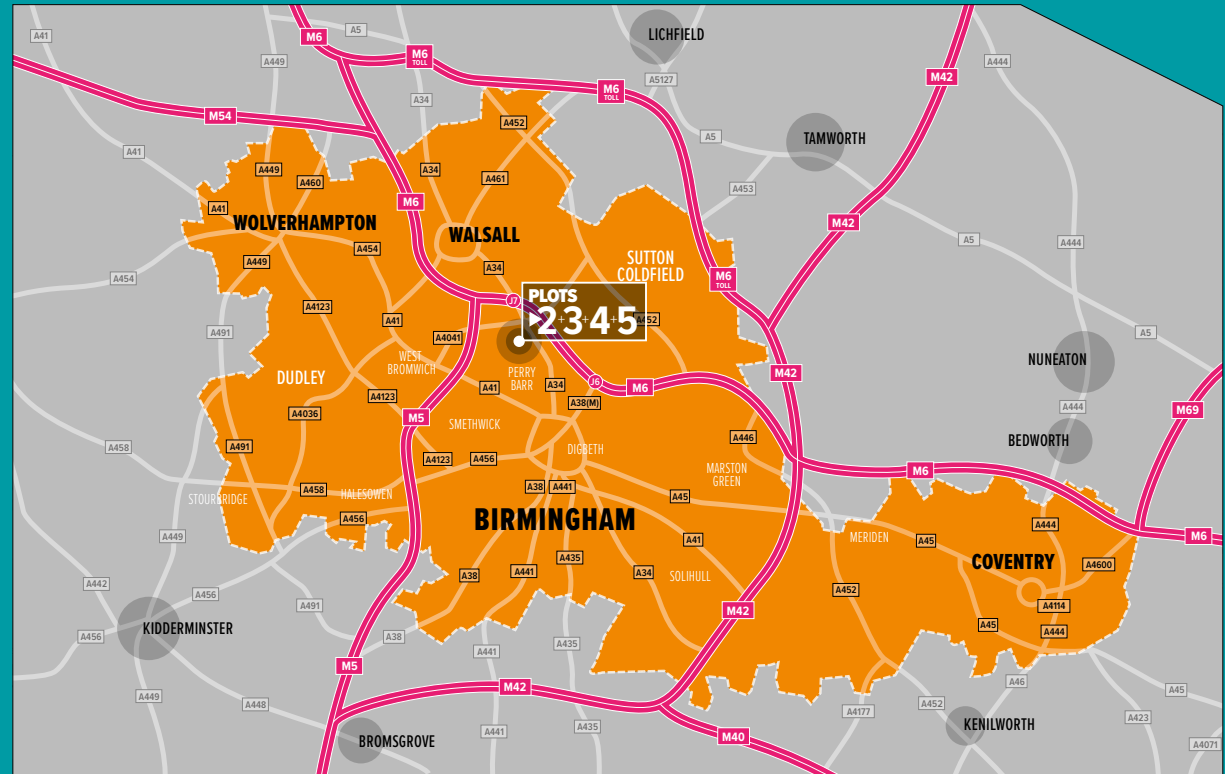 A41
M6
A5
M6
TOLL
LICHFIELD
A449
M42
A444
A5127
M6
TOLL
A34
M54
A452
A5
TAMWORTH
A41
A449
A34
A460
A461
A453
A41
M6
WOLVERHAMPTON
WALSALL
M42
A5
A444
A454
SUTTON
COLDFIELD
A449
A34
A454
M6
TOLL
PLOTS
2+3+4+5
J7
A4123
A41
A452
A491
A4041
A5
WEST
BROMWICH
NUNEATON
DUDLEY
PERRY
BARR
M42
A41
A34
J6
M6
A4123
A38(M)
A444
M69
A4036
M5
SMETHWICK
A446
BEDWORTH
A458
A491
DIGBETH
A4123
A456
MARSTON
GREEN
M6
STOURBRIDGE
A458
HALESOWEN
A38
A441
A45
A456
BIRMINGHAM
A444
A449
A41
MERIDEN
A45
M6
A435
COVENTRY
A4600
A38
A441
A34
SOLIHULL
A442
A456
A452
A491
M42
A4114
KIDDERMINSTER
A456
A38
A45
A444
A441
A435
M5
A46
M42
A45
A449
A448
A4177
A452
A423
KENILWORTH
A441
A435
M40
BROMSGROVE
A4071